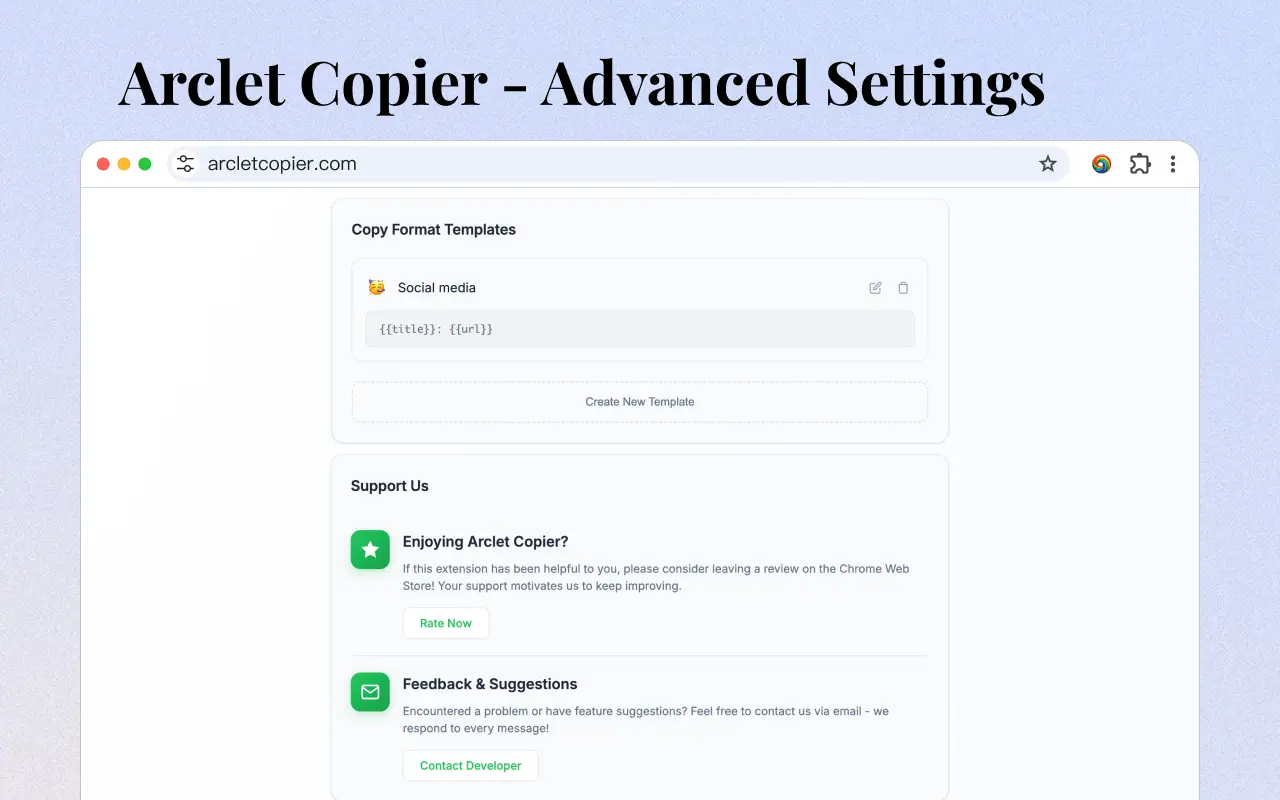 Arclet Copier - Advanced Settings
arcletcopier.com
Copy Format Templates
Social media
{{title}}: {{url}}
Create New Template
Support Us
Enjoying Arclet Copier?
If this extension has been helpful to you, please consider leaving a review on the Chrome Web
Store! Your support motivates us to keep improving.
Rate Now
Feedback & Suggestions
Encountered a problem or have feature suggestions? Feel free to contact us via email - we
respond to every message!
Contact Developer